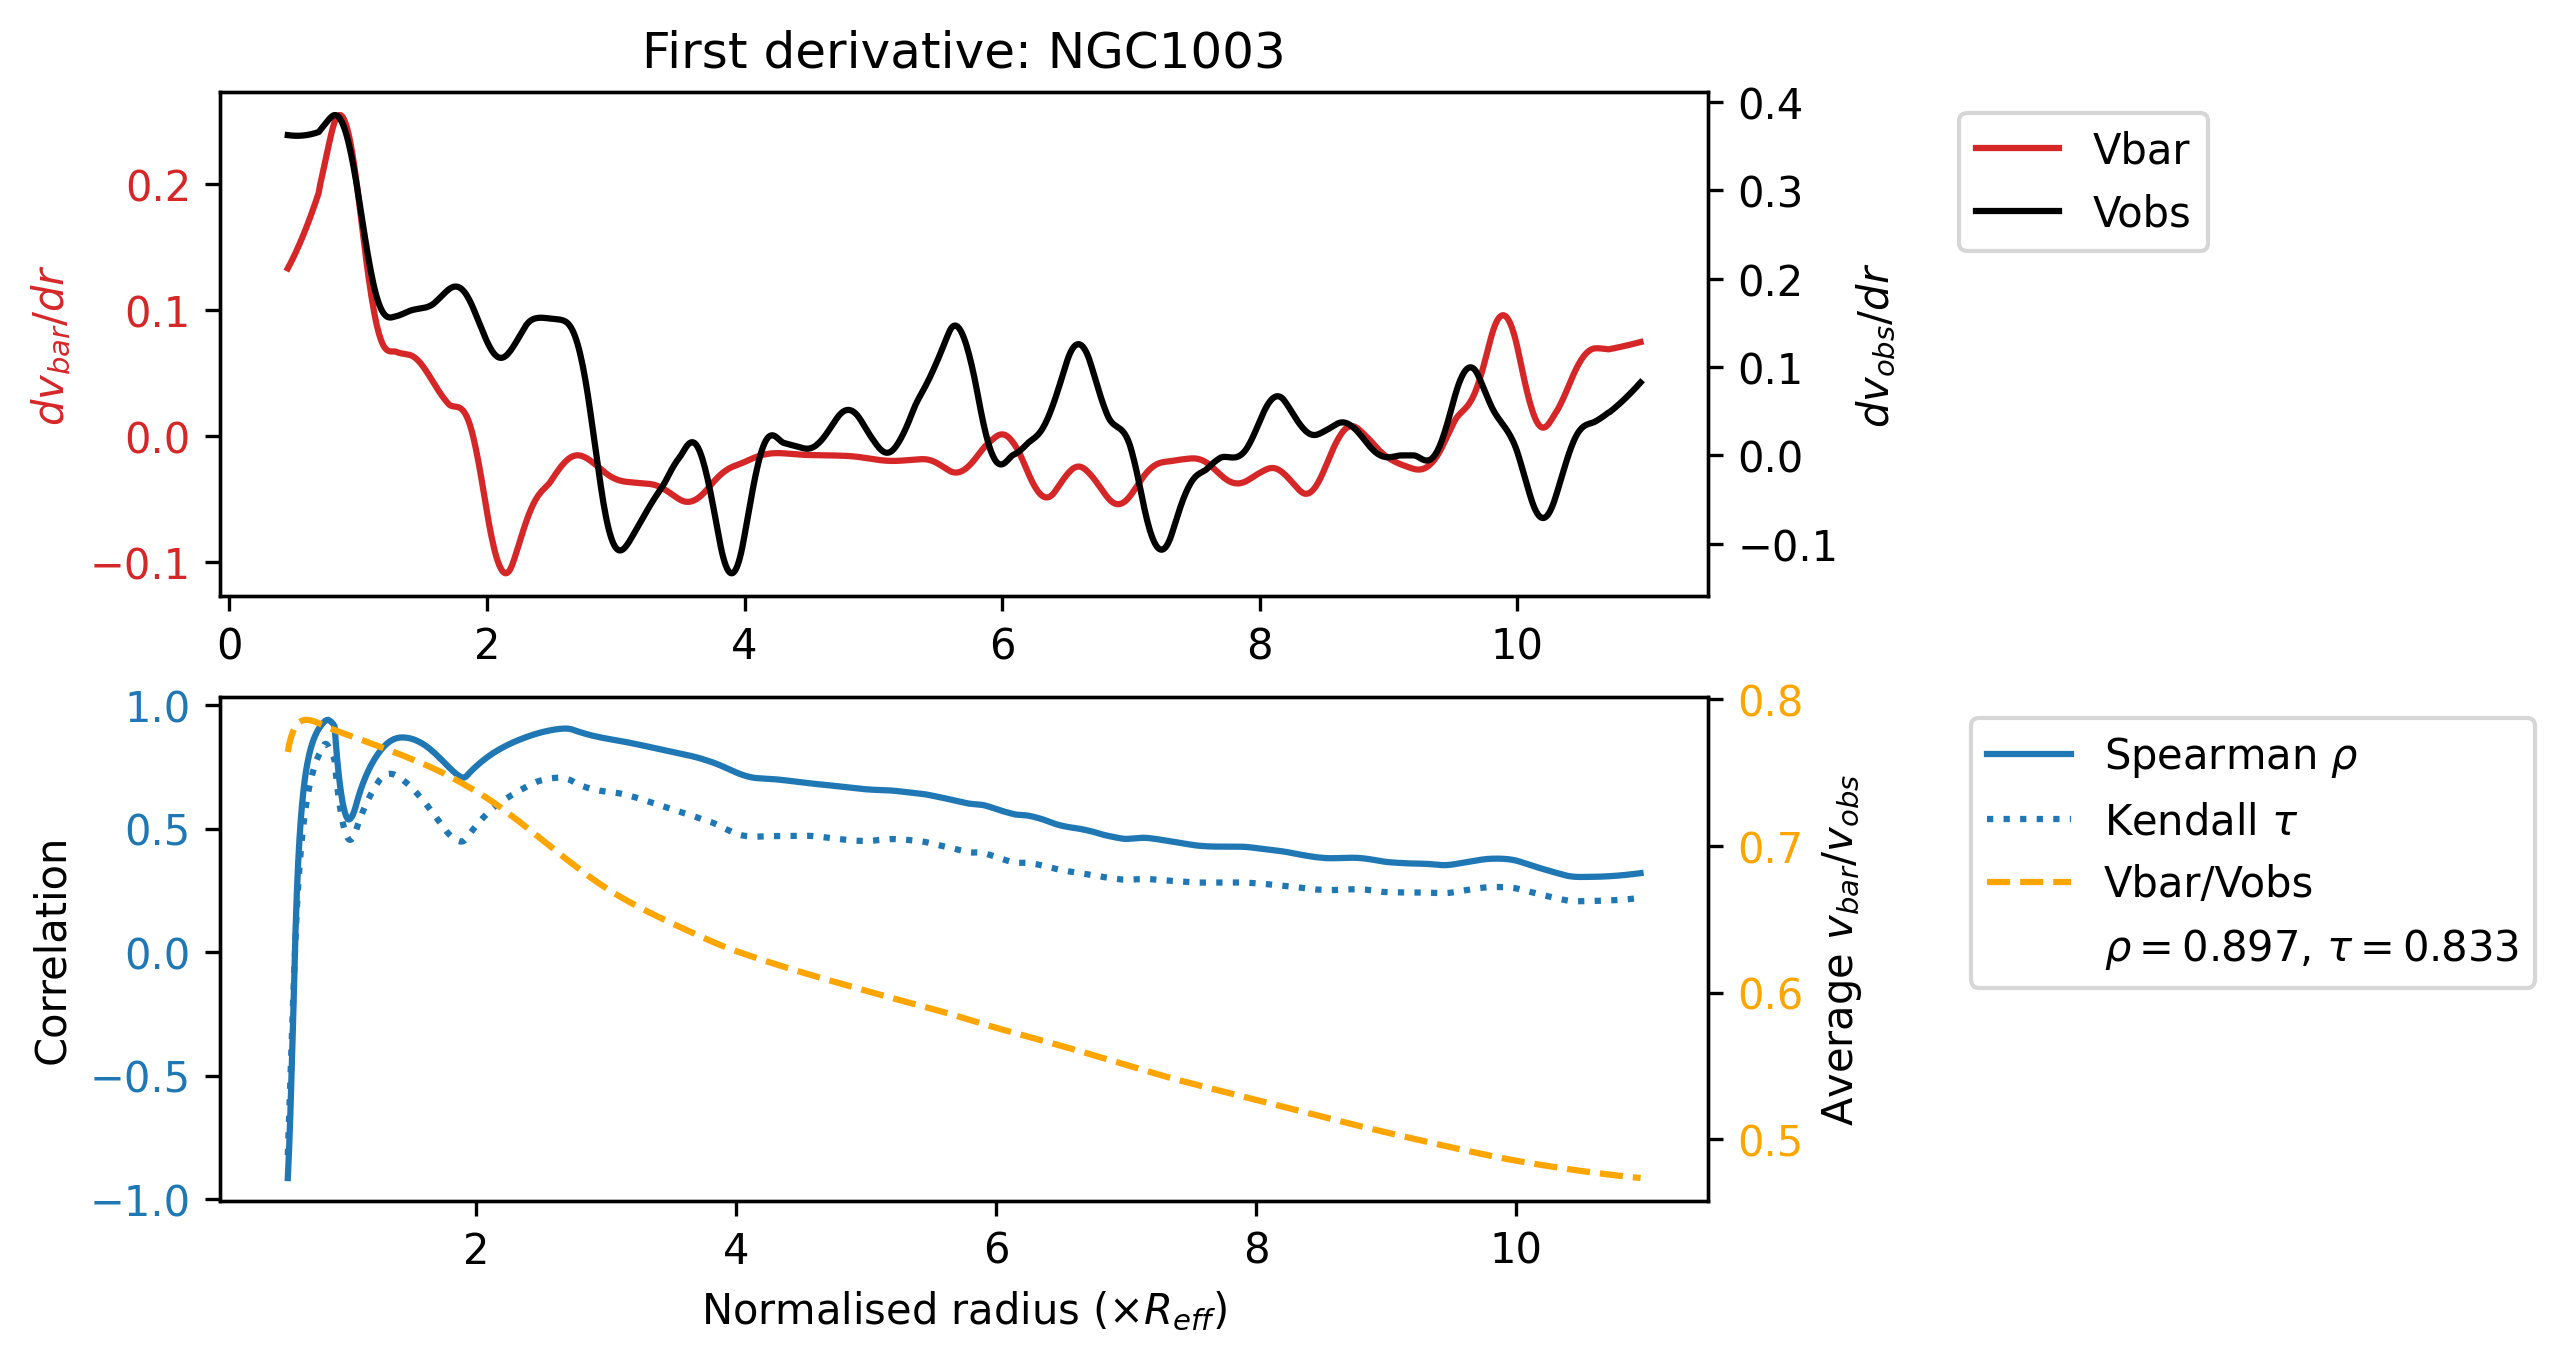 First derivative: NGC1003
dv_bar/dr
0.2
0.1
0.0
−0.1
0.4
0.3
0.2
0.1
0.0
−0.1
dv_obs/dr
0 2 4 6 8 10
Vbar
Vobs
Correlation
1.0
0.5
0.0
−0.5
−1.0
0.8
0.7
0.6
0.5
Average v_bar/v_obs
2 4 6 8 10
Normalised radius (×R_eff)
Spearman ρ
Kendall τ
Vbar/Vobs
ρ = 0.897, τ = 0.833